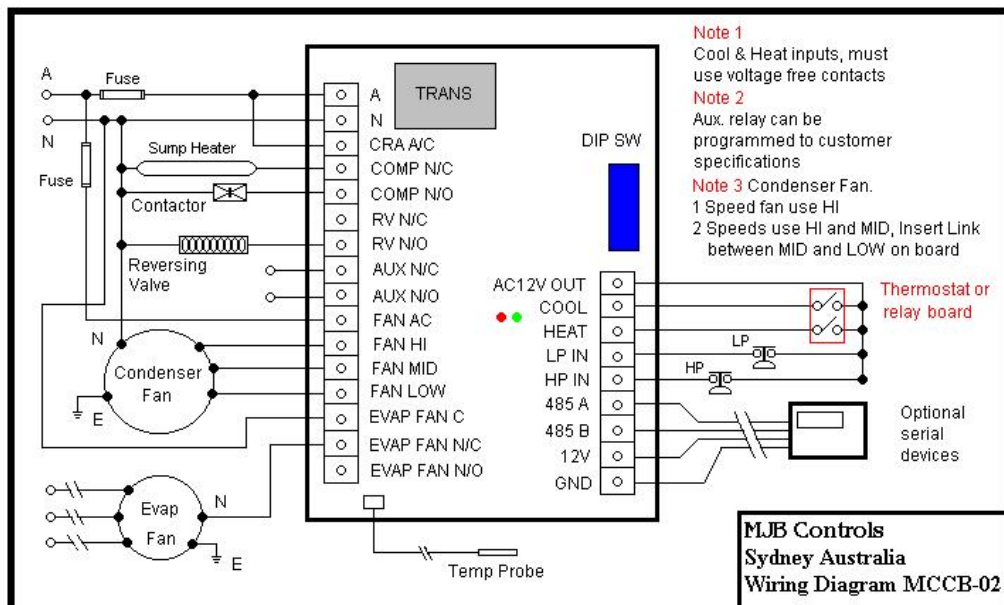 A
Fuse
N
Fuse
Sump Heater
Contactor
Reversing
Valve
N
Condenser
Fan
E
Evap
Fan
N
E
TRANS
A
N
CRA A/C
COMP N/C
COMP N/O
RV N/C
RV N/O
AUX N/C
AUX N/O
FAN AC
FAN HI
FAN MID
FAN LOW
EVAP FAN C
EVAP FAN N/C
EVAP FAN N/O
Temp Probe
DIP SW
AC12V OUT
COOL
HEAT
LP IN
HP IN
485 A
485 B
12V
GND
LP
HP
Note 1
Cool & Heat inputs, must
use voltage free contacts
Note 2
Aux. relay can be
programmed to customer
specifications
Note 3 Condenser Fan.
1 Speed fan use HI
2 Speeds use HI and MID, Insert Link
between MID and LOW on board
Thermostat or
relay board
Optional
serial
devices
MJB Controls
Sydney Australia
Wiring Diagram MCCB-02